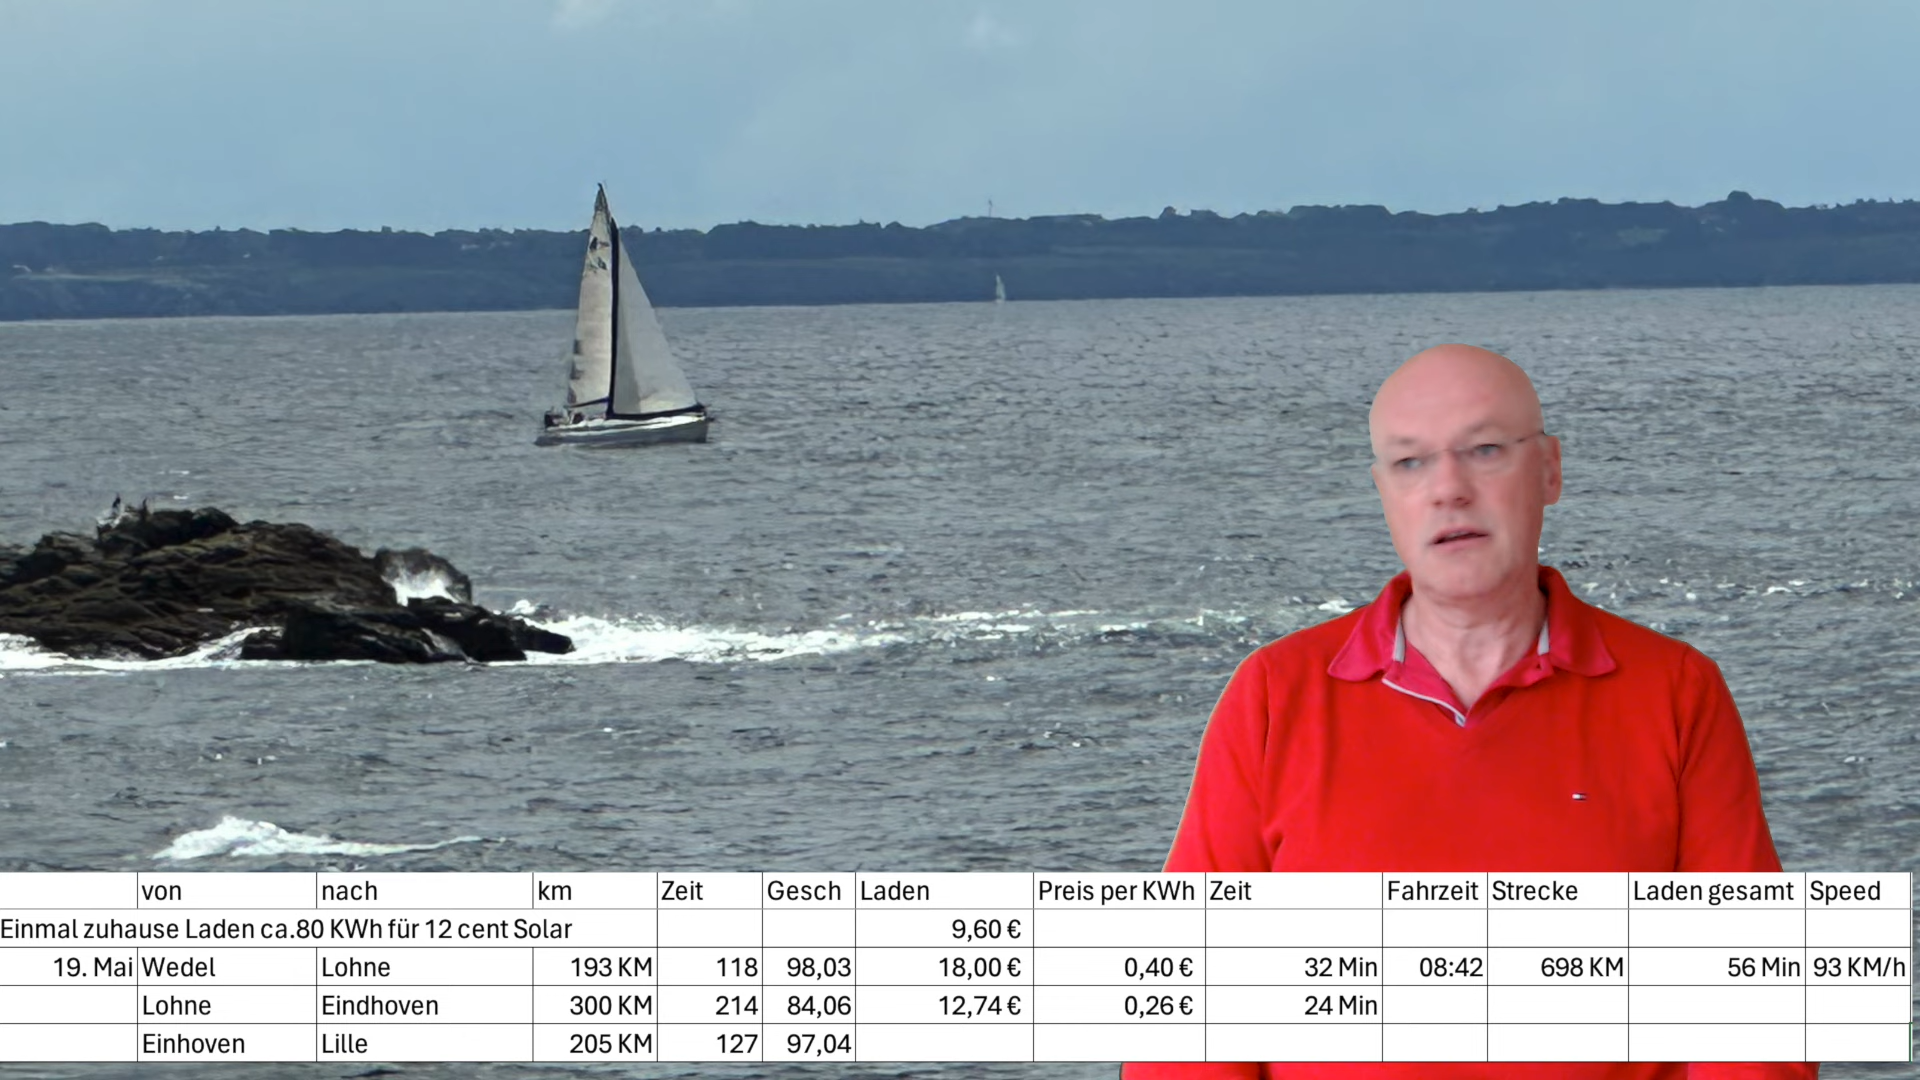 von nach km Zeit Gesch Laden Preis per KWh Zeit Fahrzeit Strecke Laden gesamt Speed
Einmal zuhause Laden ca.80 KWh für 12 cent Solar 9,60 €
19. Mai Wedel Lohne 193 KM 118 98,03 18,00 € 0,40 € 32 Min 08:42 698 KM 56 Min 93 KM/h
Lohne Eindhoven 300 KM 214 84,06 12,74 € 0,26 € 24 Min
Einhoven Lille 205 KM 127 97,04